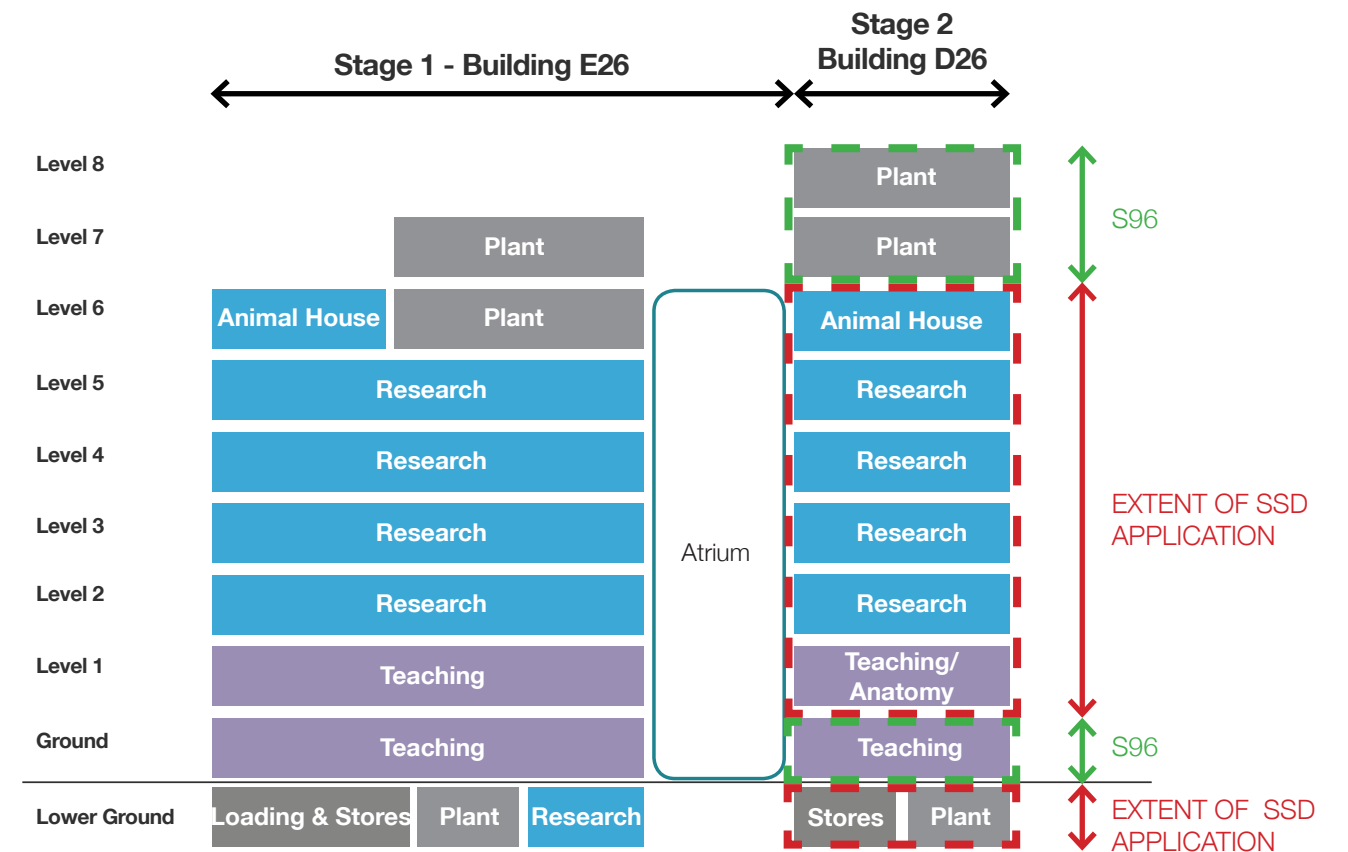 Stage 1 - Building E26
Stage 2
Building D26
Level 8
Plant
S96
Level 7
Plant
Plant
Level 6
Animal House
Plant
Animal House
Level 5
Research
Research
Level 4
Research
Research
EXTENT OF SSD
APPLICATION
Level 3
Research
Atrium
Research
Level 2
Research
Research
Level 1
Teaching
Teaching/
Anatomy
Ground
Teaching
Teaching
S96
Lower Ground
Loading & Stores
Plant
Research
Stores
Plant
EXTENT OF SSD
APPLICATION